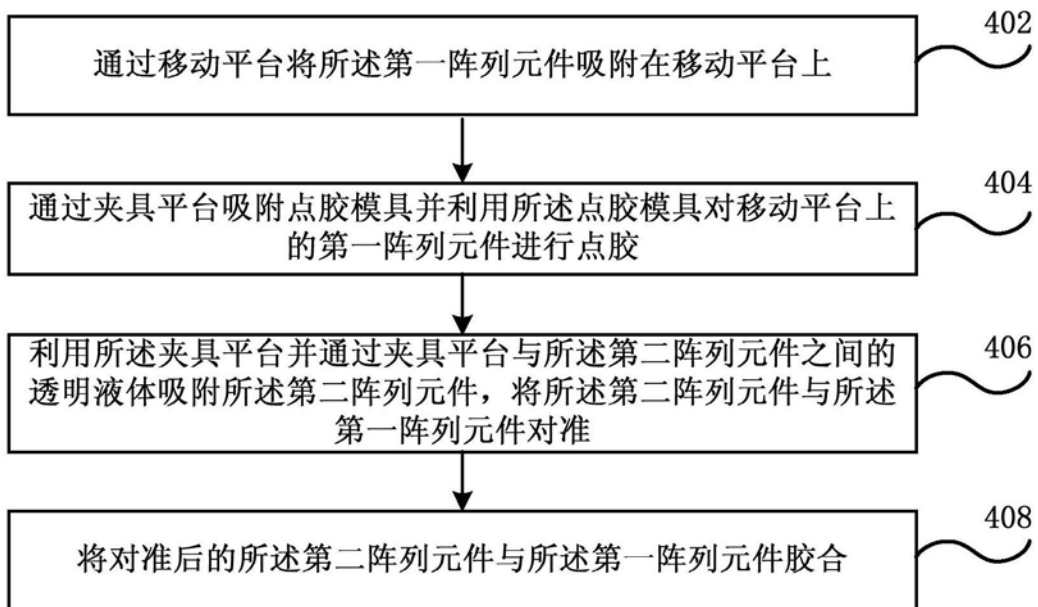 402
通过移动平台将所述第一阵列元件吸附在移动平台上
404
通过夹具平台吸附点胶模具并利用所述点胶模具对移动平台上
的第一阵列元件进行点胶
406
利用所述夹具平台并通过夹具平台与所述第二阵列元件之间的
透明液体吸附所述第二阵列元件，将所述第二阵列元件与所述
第一阵列元件对准
408
将对准后的所述第二阵列元件与所述第一阵列元件胶合